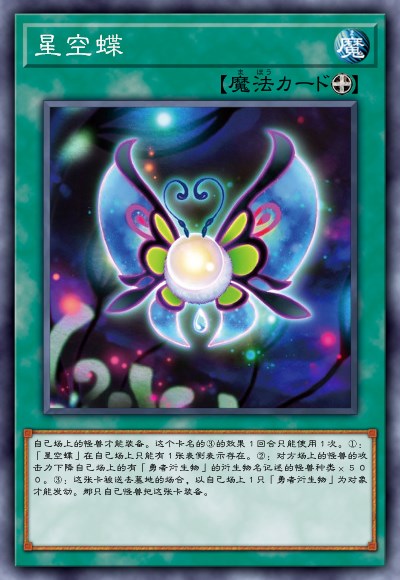 星空蝶
魔
【魔法カード】
まほう
自己场上的怪兽才能装备。这个卡名的③的效果1回合只能使用1次。①：
「星空蝶」在自己场上只能有1张表侧表示存在。②：对方场上的怪兽的攻
击力下降自己场上的有「勇者衍生物」的衍生物名记述的怪兽种类×50
0。③：这张卡被送去墓地的场合，以自己场上1只「勇者衍生物」为对象
才能发动。那只自己怪兽把这张卡装备。